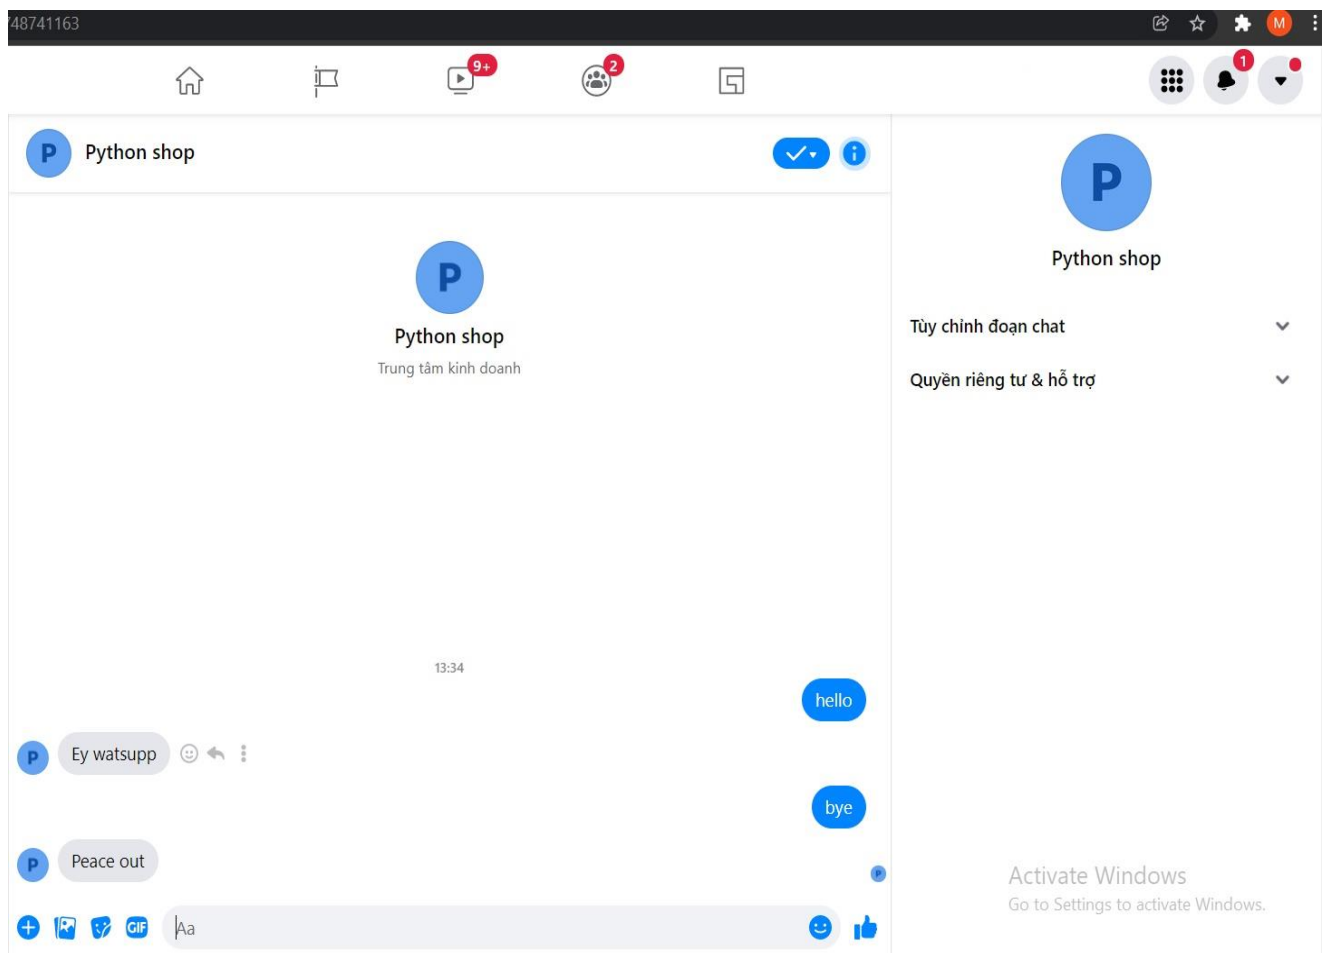 748741163
M
9+
2
1
P
Python shop
P
Python shop
P
Python shop
Trung tâm kinh doanh
Tùy chỉnh đoạn chat
Quyền riêng tư & hỗ trợ
13:34
hello
P
Ey watsupp
bye
P
Peace out
P
Activate Windows
Go to Settings to activate Windows.
GIF
Aa